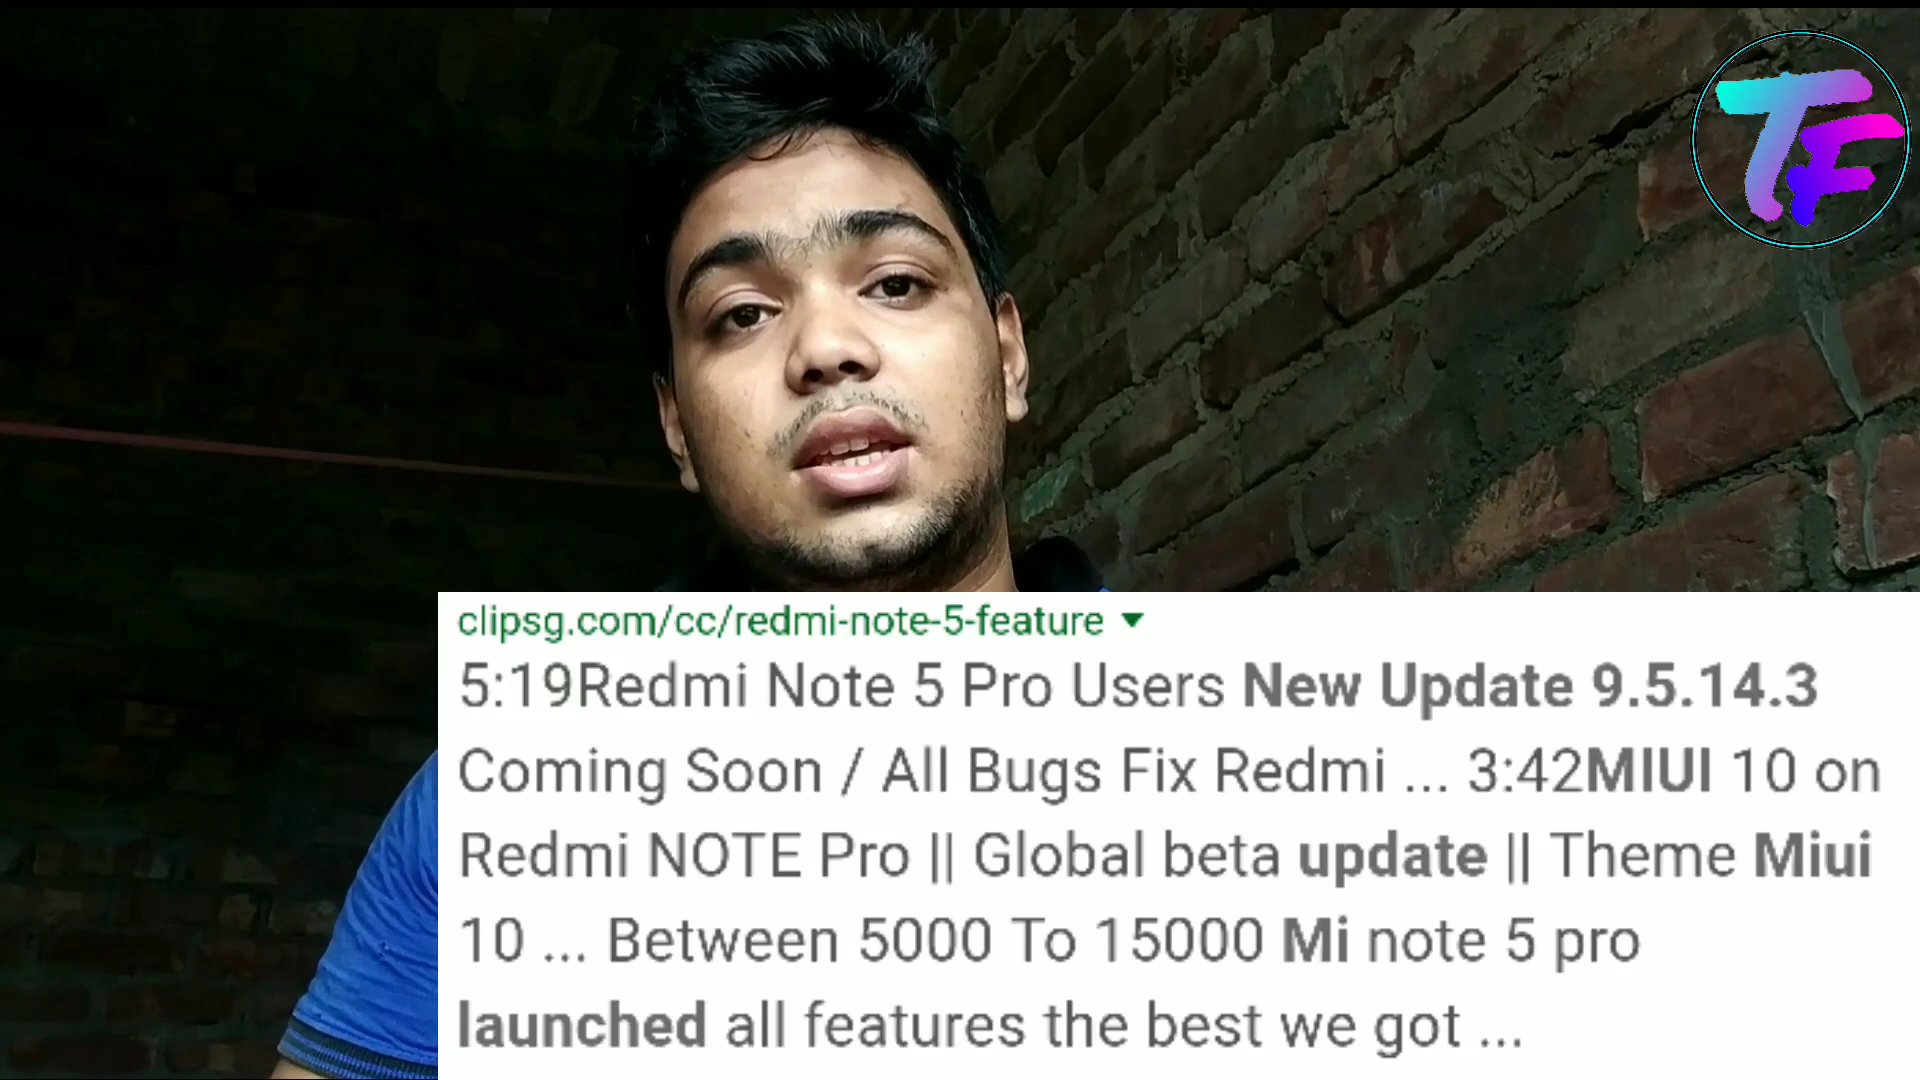 TF
clipsg.com/cc/redmi-note-5-feature
5:19Redmi Note 5 Pro Users New Update 9.5.14.3
Coming Soon / All Bugs Fix Redmi ... 3:42MIUI 10 on
Redmi NOTE Pro || Global beta update || Theme Miui
10 ... Between 5000 To 15000 Mi note 5 pro
launched all features the best we got ...